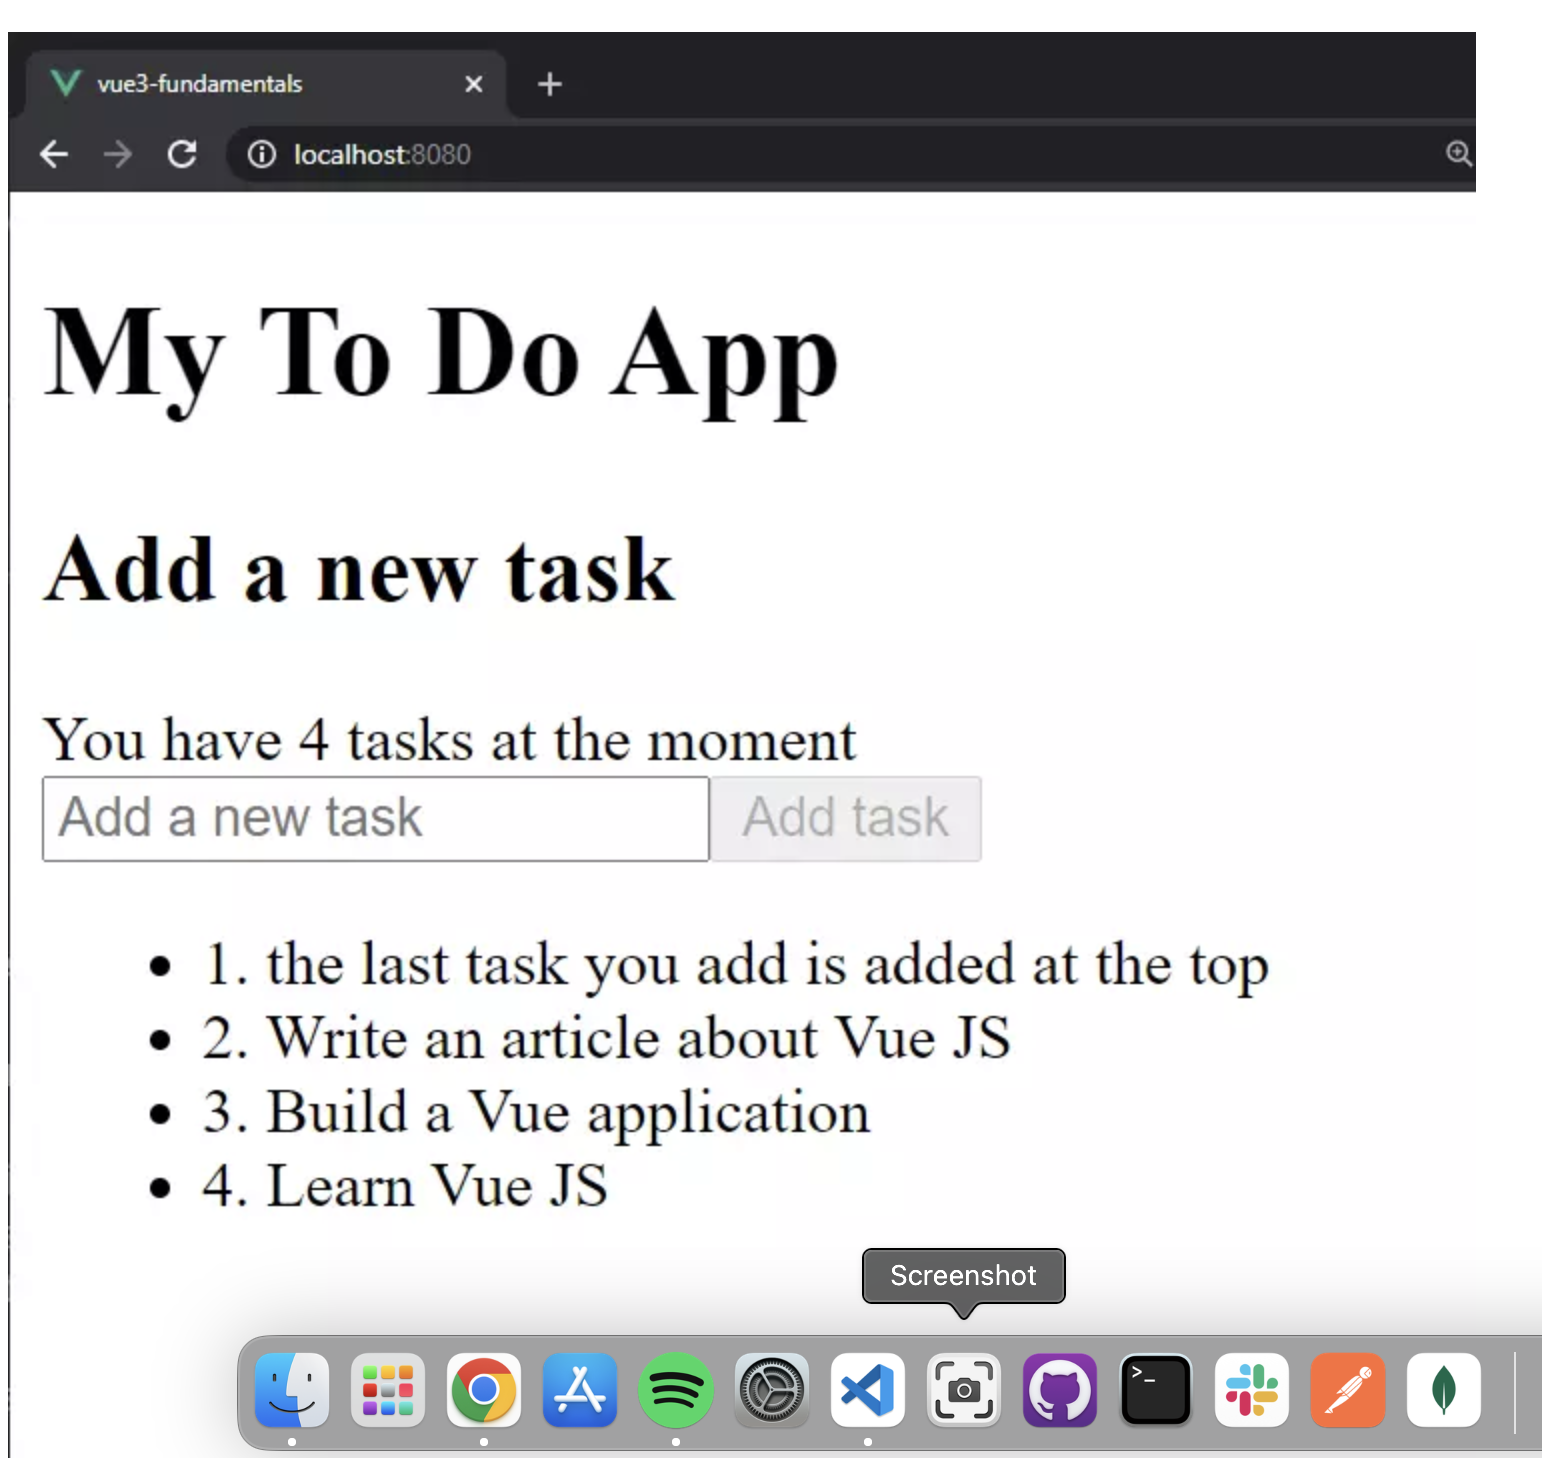 vue3-fundamentals
localhost:8080
My To Do App
Add a new task
You have 4 tasks at the moment
Add a new task Add task
• 1. the last task you add is added at the top
• 2. Write an article about Vue JS
• 3. Build a Vue application
• 4. Learn Vue JS
Screenshot